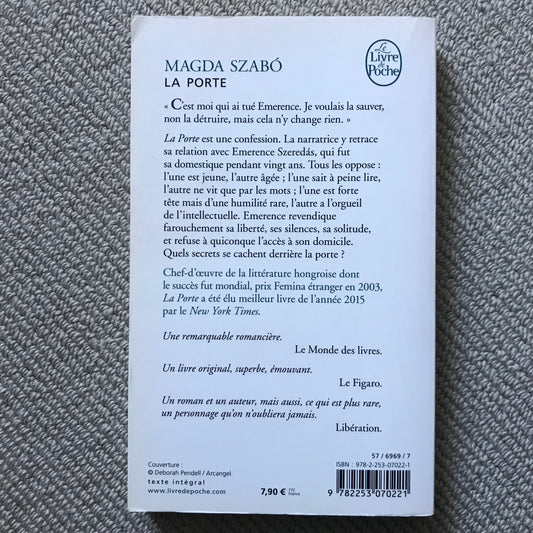 Le
Livre
de
Poche
MAGDA SZABÓ
LA PORTE
« C'est moi qui ai tué Emerence. Je voulais la sauver,
non la détruire, mais cela n'y change rien. »
La Porte est une confession. La narratrice y retrace
sa relation avec Emerence Szeredás, qui fut
sa domestique pendant vingt ans. Tous les oppose :
l'une est jeune, l'autre âgée ; l'une sait à peine lire,
l'autre ne vit que par les mots ; l'une est forte
tête mais d'une humilité rare, l'autre a l'orgueil
de l'intellectuelle. Emerence revendique
farouchement sa liberté, ses silences, sa solitude,
et refuse à quiconque l'accès à son domicile.
Quels secrets se cachent derrière la porte ?
Chef-d'œuvre de la littérature hongroise dont
le succès fut mondial, prix Femina étranger en 2003,
La Porte a été élu meilleur livre de l'année 2015
par le New York Times.
Une remarquable romancière.
Le Monde des livres.
Un livre original, superbe, émouvant.
Le Figaro.
Un roman et un auteur, mais aussi, ce qui est plus rare,
un personnage qu'on n'oubliera jamais.
Libération.
Couverture :
© Deborah Pendell / Arcangel.
texte intégral
www.livredepoche.com
7,90 € TTC
France
57 / 6969 / 7
ISBN : 978-2-253-07022-1
9 782253 070221